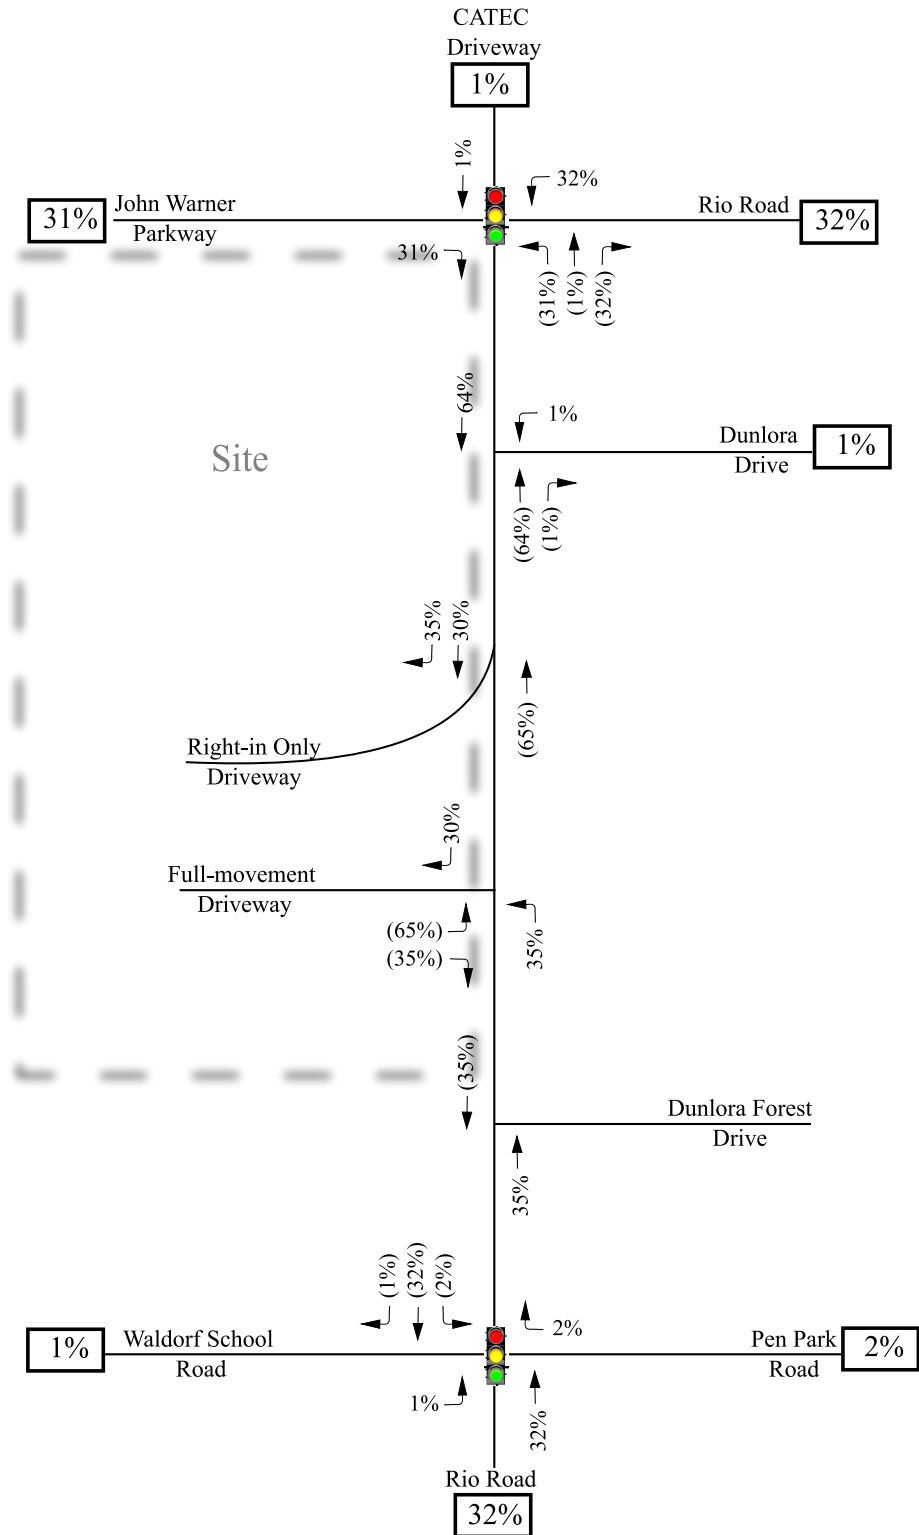 CATEC
Driveway
1%
1%
32%
John Warner
Parkway
31%
Rio Road
32%
31%
(31%)
(1%)
(32%)
64%
1%
Site
Dunlora
Drive
1%
(64%)
(1%)
35%
30%
(65%)
Right-in Only
Driveway
30%
Full-movement
Driveway
(65%)
(35%)
35%
(35%)
Dunlora Forest
Drive
35%
(1%)
(32%)
(2%)
2%
1%
Waldorf School
Road
Pen Park
Road
2%
1%
32%
Rio Road
32%